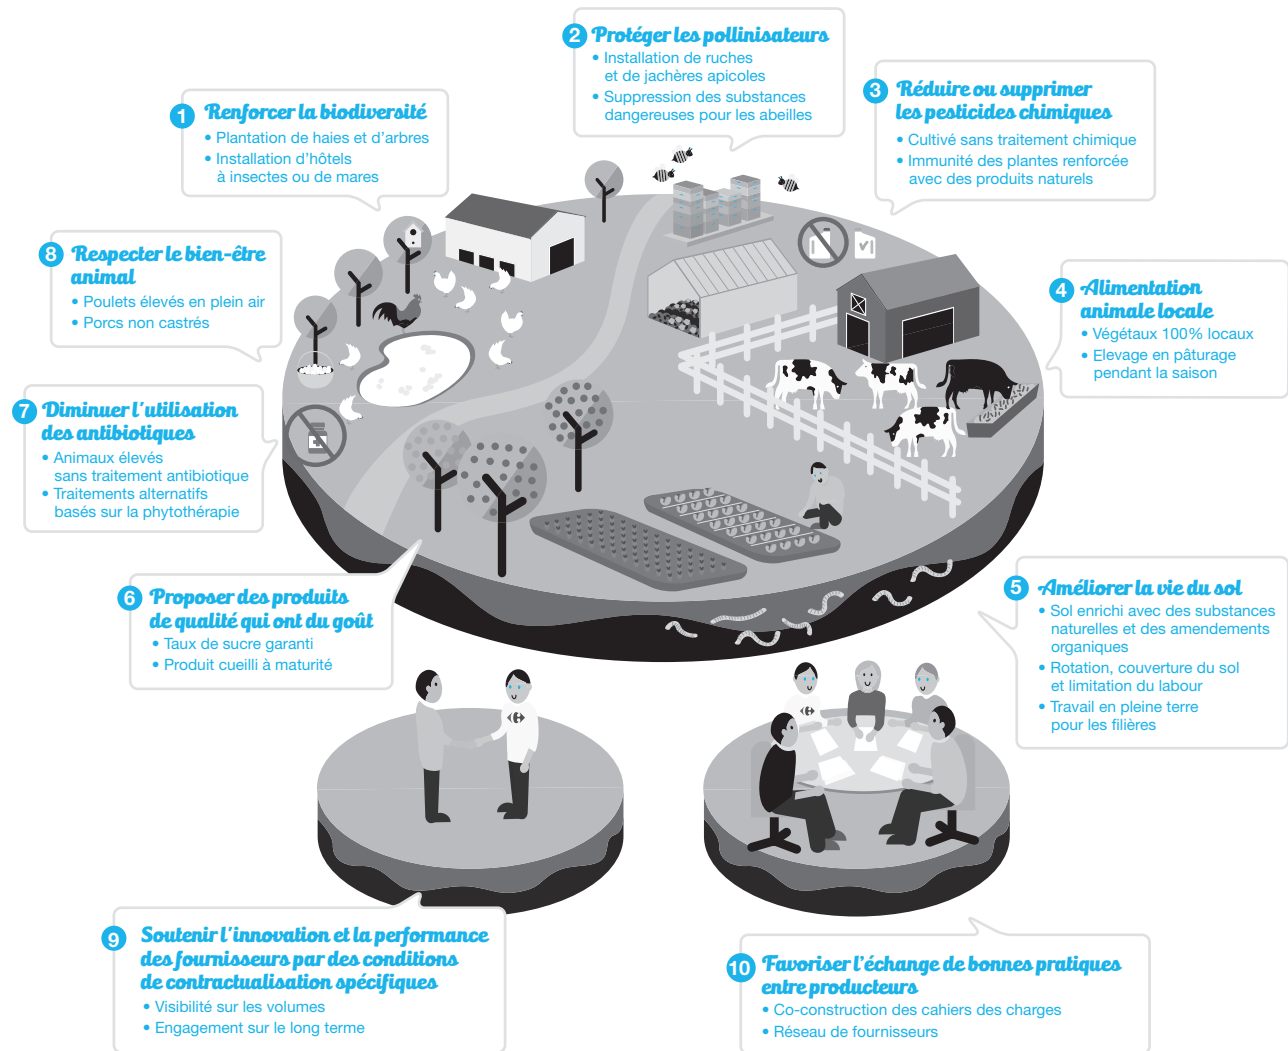 1 Renforcer la biodiversité
• Plantation de haies et d'arbres
• Installation d'hôtels
à insectes ou de mares
2 Protéger les pollinisateurs
• Installation de ruches
et de jachères apicoles
• Suppression des substances
dangereuses pour les abeilles
3 Réduire ou supprimer
les pesticides chimiques
• Cultivé sans traitement chimique
• Immunité des plantes renforcée
avec des produits naturels
4 Alimentation
animale locale
• Végétaux 100% locaux
• Elevage en pâturage
pendant la saison
5 Améliorer la vie du sol
• Sol enrichi avec des substances
naturelles et des amendements
organiques
• Rotation, couverture du sol
et limitation du labour
• Travail en pleine terre
pour les filières
6 Proposer des produits
de qualité qui ont du goût
• Taux de sucre garanti
• Produit cueilli à maturité
7 Diminuer l'utilisation
des antibiotiques
• Animaux élevés
sans traitement antibiotique
• Traitements alternatifs
basés sur la phytothérapie
8 Respecter le bien-être
animal
• Poulets élevés en plein air
• Porcs non castrés
9 Soutenir l'innovation et la performance
des fournisseurs par des conditions
de contractualisation spécifiques
• Visibilité sur les volumes
• Engagement sur le long terme
10 Favoriser l'échange de bonnes pratiques
entre producteurs
• Co-construction des cahiers des charges
• Réseau de fournisseurs